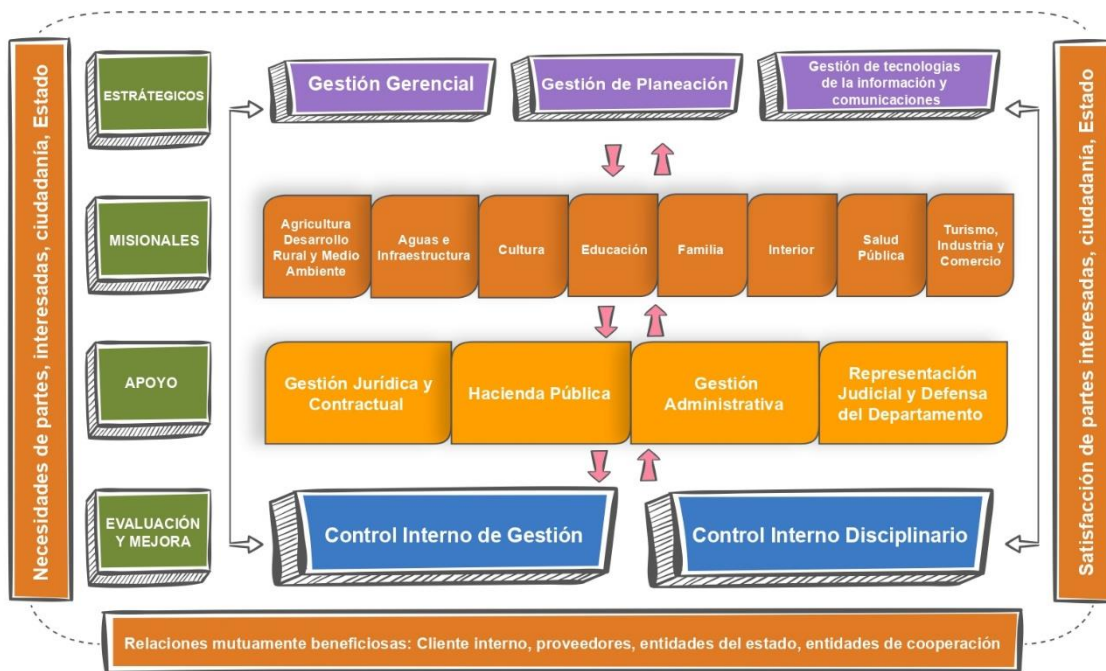 Necesidades de partes, interesadas, ciudadanía, Estado
ESTRÁTEGICOS
Gestión Gerencial
Gestión de Planeación
Gestión de tecnologias
de la información y
comunicaciones
MISIONALES
Agricultura
Desarrollo
Rural y Medio
Ambiente
Aguas e
Infraestructura
Cultura
Educación
Familia
Interior
Salud
Pública
Turismo,
Industria y
Comercio
APOYO
Gestión Jurídica y
Contractual
Hacienda Pública
Gestión
Administrativa
Representación
Judicial y Defensa
del Departamento
EVALUACIÓN
Y MEJORA
Control Interno de Gestión
Control Interno Disciplinario
Satisfacción de partes interesadas, ciudadanía, Estado
Relaciones mutuamente beneficiosas: Cliente interno, proveedores, entidades del estado, entidades de cooperación